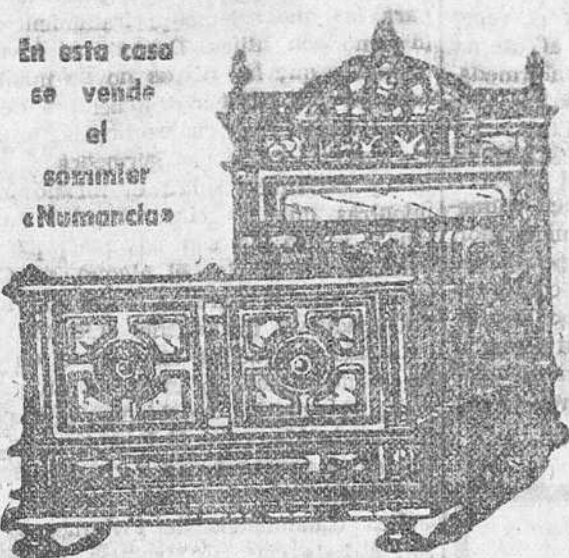 En esta casa
se vende
el
sommier
«Numancia»